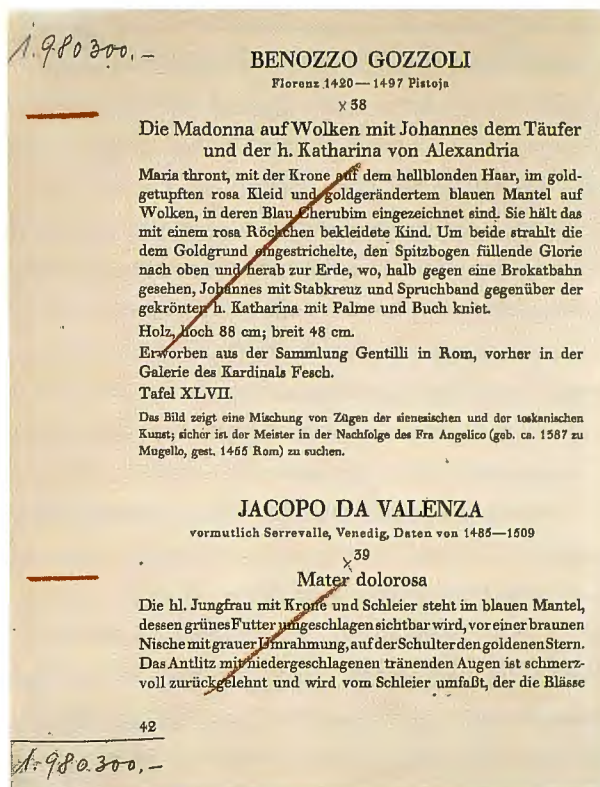 1.980300.—
BENOZZO GOZZOLI
Florenz 1420—1497 Pistoja
x 38
Die Madonna auf Wolken mit Johannes dem Täufer
und der h. Katharina von Alexandria
Maria thront, mit der Krone auf dem hellblonden Haar, im gold-
getupften rosa Kleid und goldgerändertem blauen Mantel auf
Wolken, in deren Blau Cherubim eingezeichnet sind. Sie hält das
mit einem rosa Röckchen bekleidete Kind. Um beide strahlt die
dem Goldgrund eingestrichelte, den Spitzbogen füllende Glorie
nach oben und herab zur Erde, wo, halb gegen eine Brokatbahn
gesehen, Johannes mit Stabkreuz und Spruchband gegenüber der
gekrönten h. Katharina mit Palme und Buch kniet.
Holz, hoch 88 cm; breit 48 cm.
Erworben aus der Sammlung Gentilli in Rom, vorher in der
Galerie des Kardinals Fesch.
Tafel XLVII.
Das Bild zeigt eine Mischung von Zügen der sienesischen und der toskanischen
Kunst; sicher ist der Meister in der Nachfolge des Fra Angelico (geb. ca. 1387 zu
Mugello, gest. 1455 Rom) zu suchen.
JACOPO DA VALENZA
vermutlich Serrevalle, Venedig, Daten von 1485—1509
x 39
Mater dolorosa
Die hl. Jungfrau mit Krone und Schleier steht im blauen Mantel,
dessen grünes Futter umgeschlagen sichtbar wird, vor einer braunen
Nische mit grauer Umrahmung, auf der Schulter den goldenen Stern.
Das Antlitz mit niedergeschlagenen tränenden Augen ist schmerz-
voll zurückgelehnt und wird vom Schleier umfaßt, der die Blässe
42
1.980.300,—